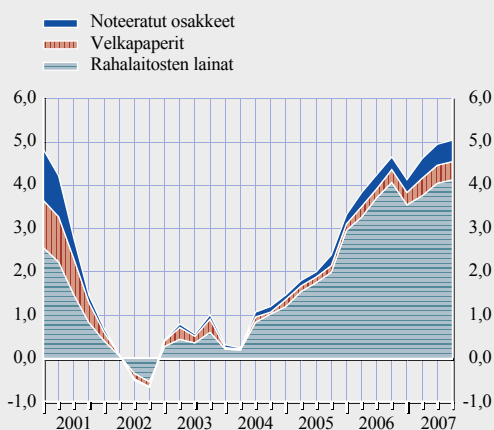 Noteeratut osakkeet
Velkapaperit
Rahalaitosten lainat
6,0 6,0
5,0 5,0
4,0 4,0
3,0 3,0
2,0 2,0
1,0 1,0
0,0 0,0
-1,0 -1,0
2001 2002 2003 2004 2005 2006 2007